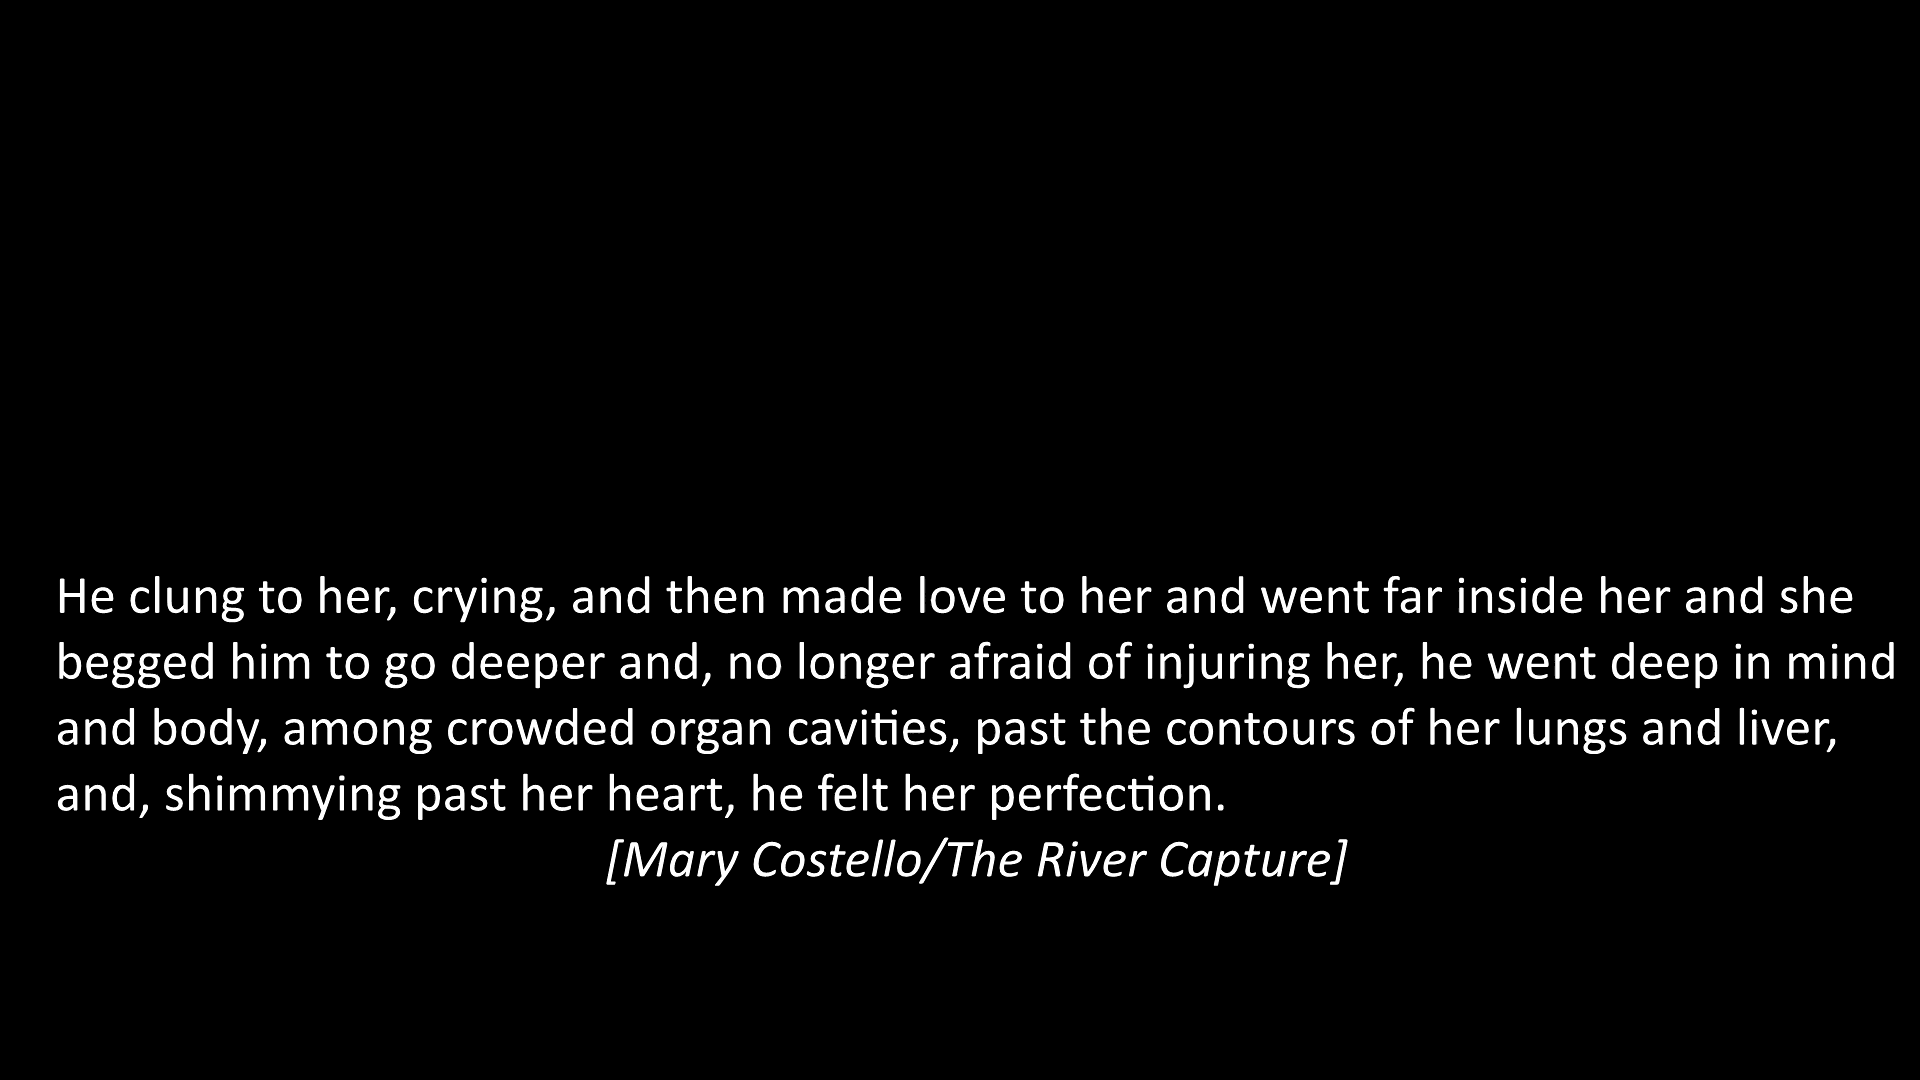 He clung to her, crying, and then made love to her and went far inside her and she
begged him to go deeper and, no longer afraid of injuring her, he went deep in mind
and body, among crowded organ cavities, past the contours of her lungs and liver,
and, shimmying past her heart, he felt her perfection.
[Mary Costello/The River Capture]